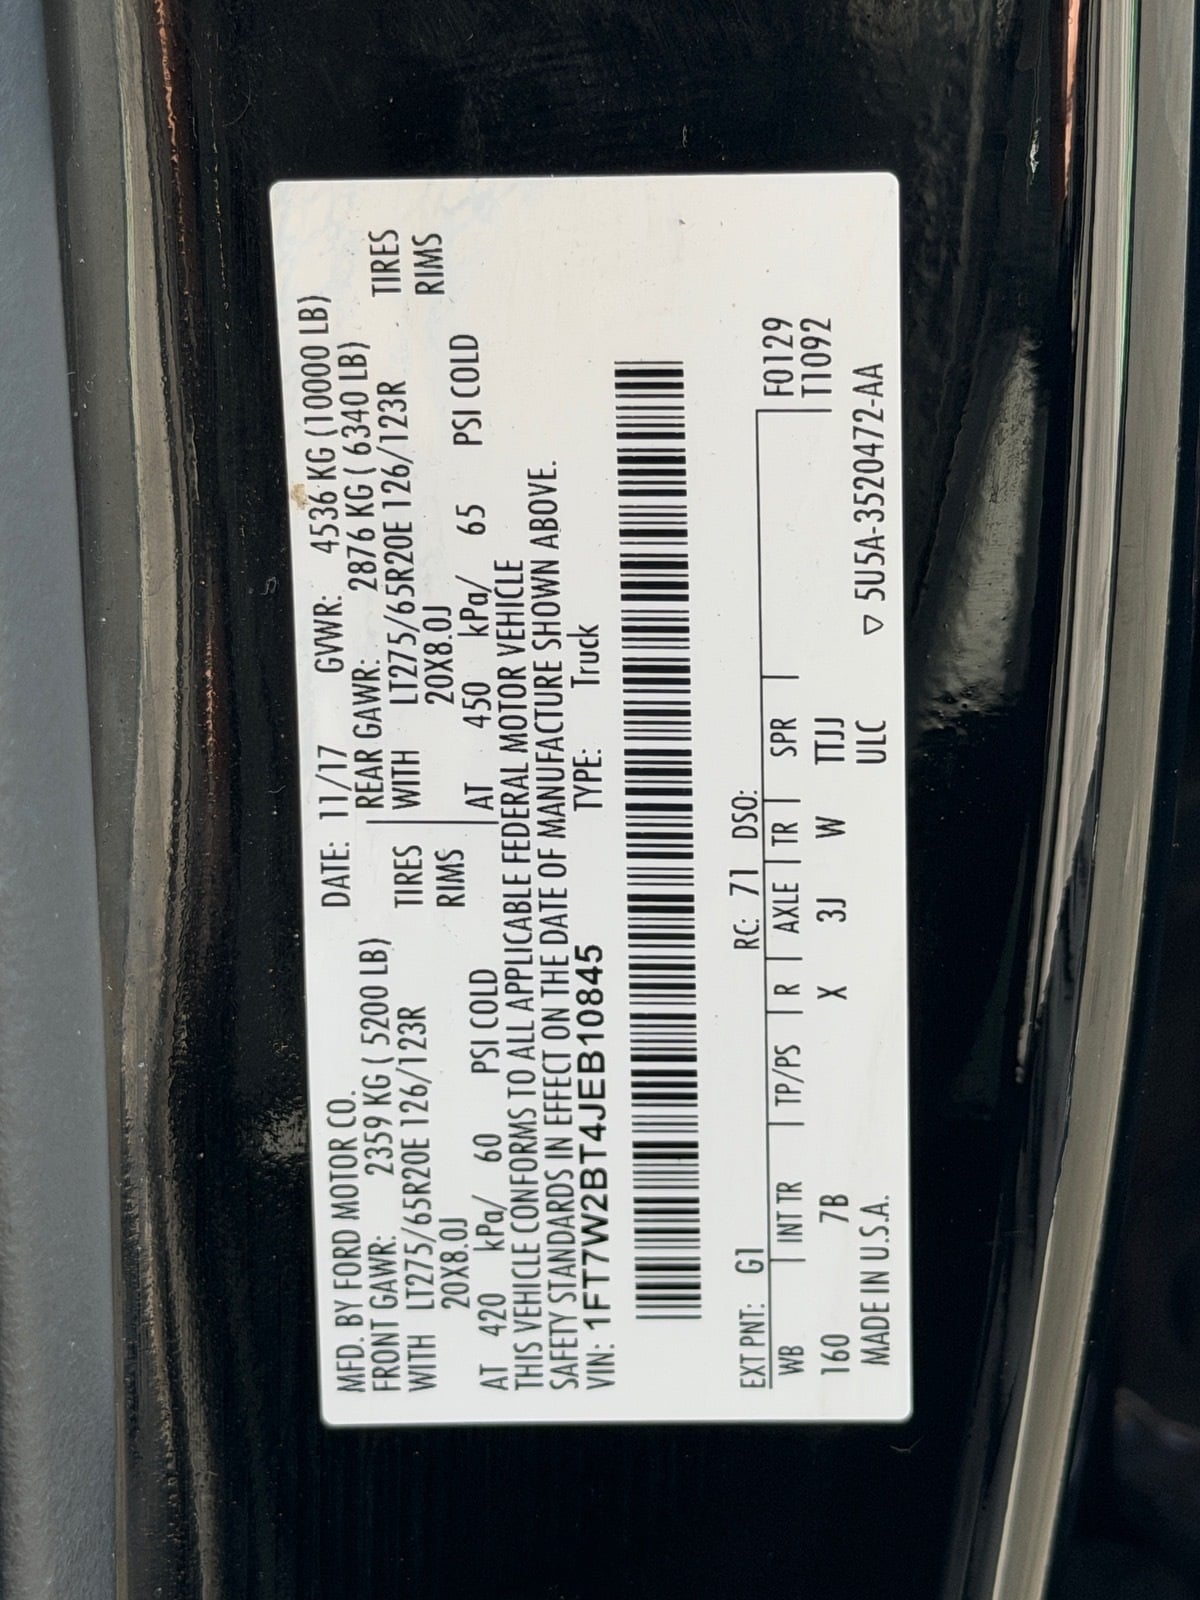 MFD. BY FORD MOTOR CO. DATE: 11/17 GVWR: 4536 KG (10000 LB)
FRONT GAWR: 2359 KG ( 5200 LB) REAR GAWR: 2876 KG ( 6340 LB)
WITH LT275/65R20E 126/123R TIRES WITH LT275/65R20E 126/123R TIRES
20X8.0J RIMS 20X8.0J RIMS
AT 420 kPa/ 60 PSI COLD AT 450 kPa/ 65 PSI COLD
THIS VEHICLE CONFORMS TO ALL APPLICABLE FEDERAL MOTOR VEHICLE
SAFETY STANDARDS IN EFFECT ON THE DATE OF MANUFACTURE SHOWN ABOVE.
VIN: 1FT7W2BT4JEB10845 TYPE: Truck
EXT PNT: G1 RC: 71 DSO: F0129
WB INT TR TP/PS R AXLE TR SPR T1092
160 7B X 3J W TTJJ
MADE IN U.S.A. ULC ▽ 5U5A-3520472-AA